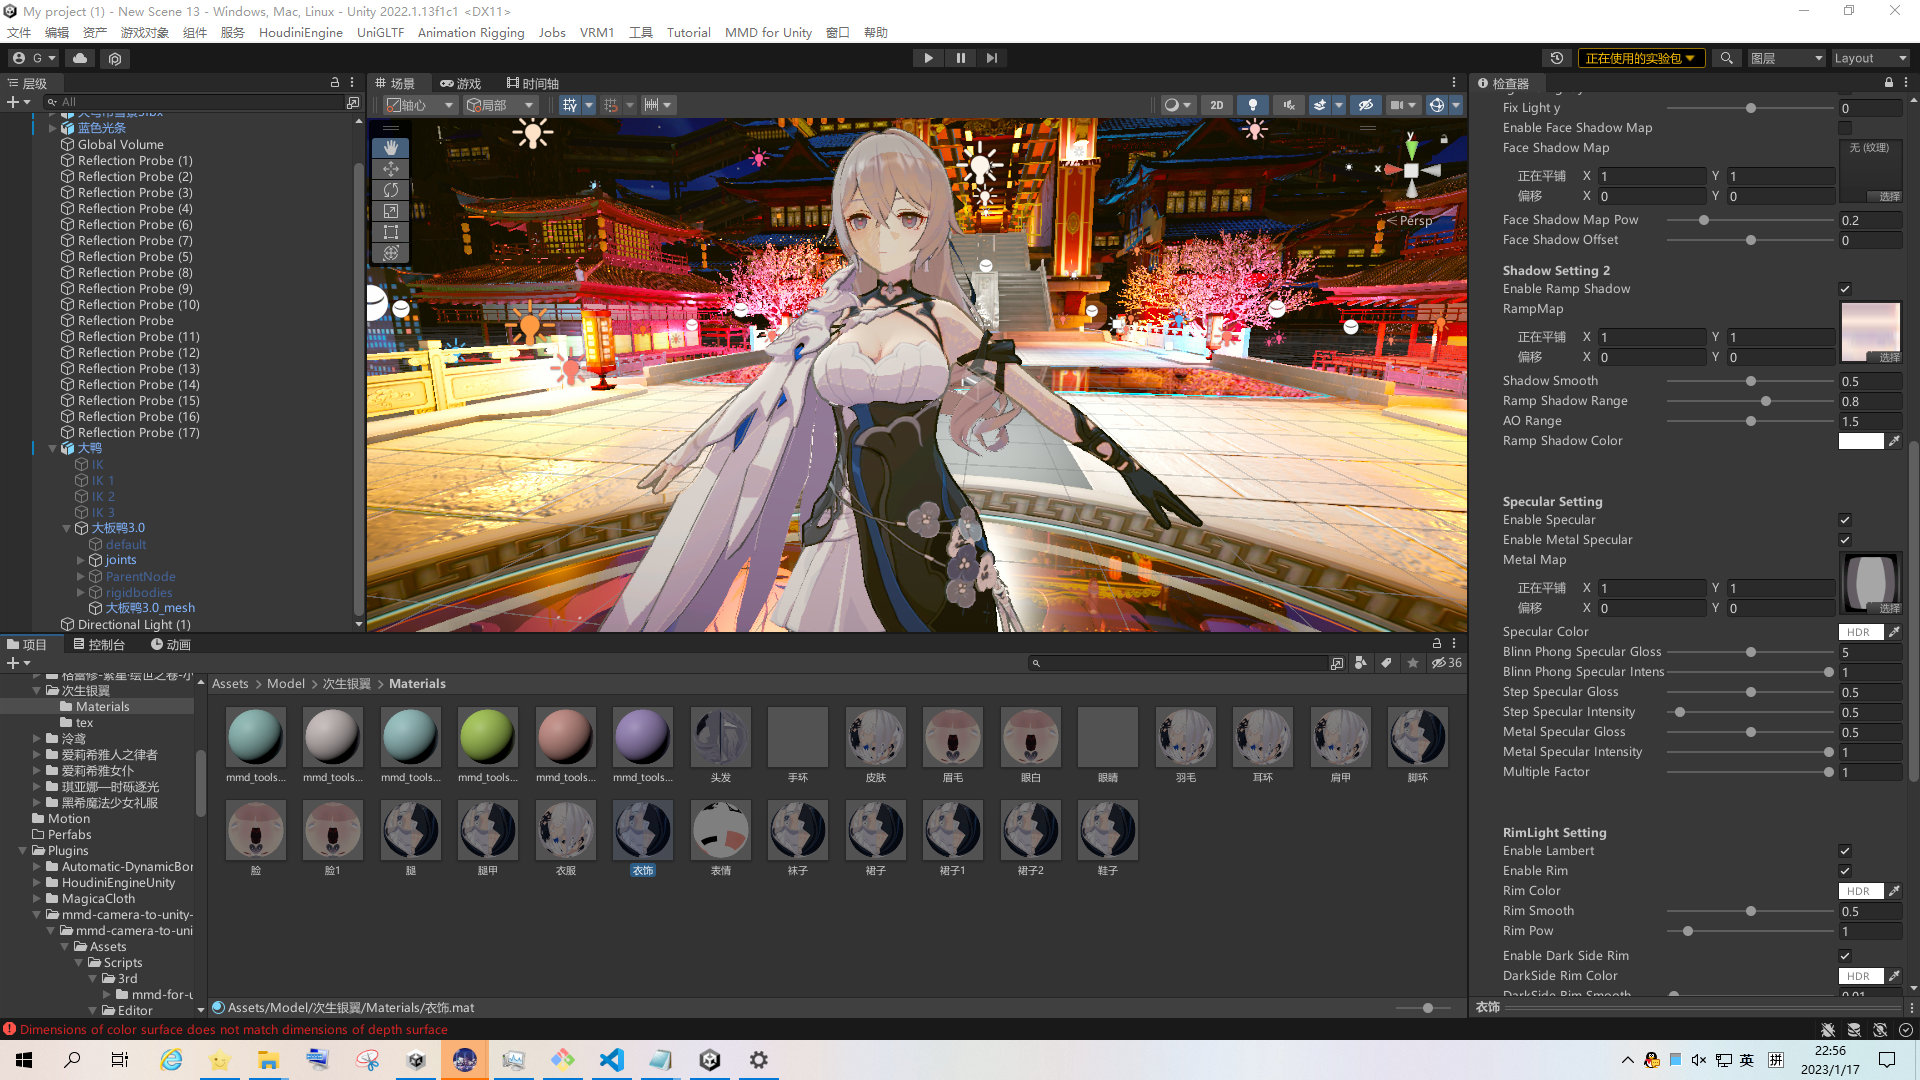 My project (1) - New Scene 13 - Windows, Mac, Linux - Unity 2022.1.13f1c1 <DX11>
文件 编辑 资产 游戏对象 组件 服务 HoudiniEngine UniGLTF Animation Rigging Jobs VRM1 工具 Tutorial MMD for Unity 窗口 帮助
G
正在使用的实验包
图层
Layout
层级
All
蓝色光条
Global Volume
Reflection Probe (1)
Reflection Probe (2)
Reflection Probe (3)
Reflection Probe (4)
Reflection Probe (6)
Reflection Probe (7)
Reflection Probe (5)
Reflection Probe (8)
Reflection Probe (9)
Reflection Probe (10)
Reflection Probe
Reflection Probe (11)
Reflection Probe (12)
Reflection Probe (13)
Reflection Probe (14)
Reflection Probe (15)
Reflection Probe (16)
Reflection Probe (17)
大鸭
IK
IK 1
IK 2
IK 3
大板鸭3.0
default
joints
ParentNode
rigidbodies
大板鸭3.0_mesh
Directional Light (1)
场景 游戏 时间轴
轴心 局部
2D
y
x
Persp
检查器
Fix Light y 0
Enable Face Shadow Map
Face Shadow Map
无 (纹理)
正在平铺 X 1 Y 1
偏移 X 0 Y 0
选择
Face Shadow Map Pow 0.2
Face Shadow Offset 0
Shadow Setting 2
Enable Ramp Shadow
RampMap
正在平铺 X 1 Y 1
偏移 X 0 Y 0
选择
Shadow Smooth 0.5
Ramp Shadow Range 0.8
AO Range 1.5
Ramp Shadow Color
Specular Setting
Enable Specular
Enable Metal Specular
Metal Map
正在平铺 X 1 Y 1
偏移 X 0 Y 0
选择
Specular Color HDR
Blinn Phong Specular Gloss 5
Blinn Phong Specular Intens 1
Step Specular Gloss 0.5
Step Specular Intensity 0.5
Metal Specular Gloss 0.5
Metal Specular Intensity 1
Multiple Factor 1
RimLight Setting
Enable Lambert
Enable Rim
Rim Color HDR
Rim Smooth 0.5
Rim Pow 1
Enable Dark Side Rim
DarkSide Rim Color HDR
DarkSide Rim Smooth 0.01
衣饰
项目 控制台 动画
36
次生银翼
Materials
tex
泠鸢
爱莉希雅人之律者
爱莉希雅女仆
琪亚娜—时砾逐光
黑希魔法少女礼服
Motion
Perfabs
Plugins
Automatic-DynamicBor
HoudiniEngineUnity
MagicaCloth
mmd-camera-to-unity-
mmd-camera-to-uni
Assets
Scripts
3rd
mmd-for-u
Editor
Assets > Model > 次生银翼 > Materials
mmd_tools... mmd_tools... mmd_tools... mmd_tools... mmd_tools... mmd_tools... 头发 手环 皮肤 眉毛 眼白 眼睛 羽毛 耳环 肩甲 脚环
脸 脸1 腿 腿甲 衣服 衣饰 表情 袜子 裙子 裙子1 裙子2 鞋子
Assets/Model/次生银翼/Materials/衣饰.mat
Dimensions of color surface does not match dimensions of depth surface
英 拼
22:56
2023/1/17